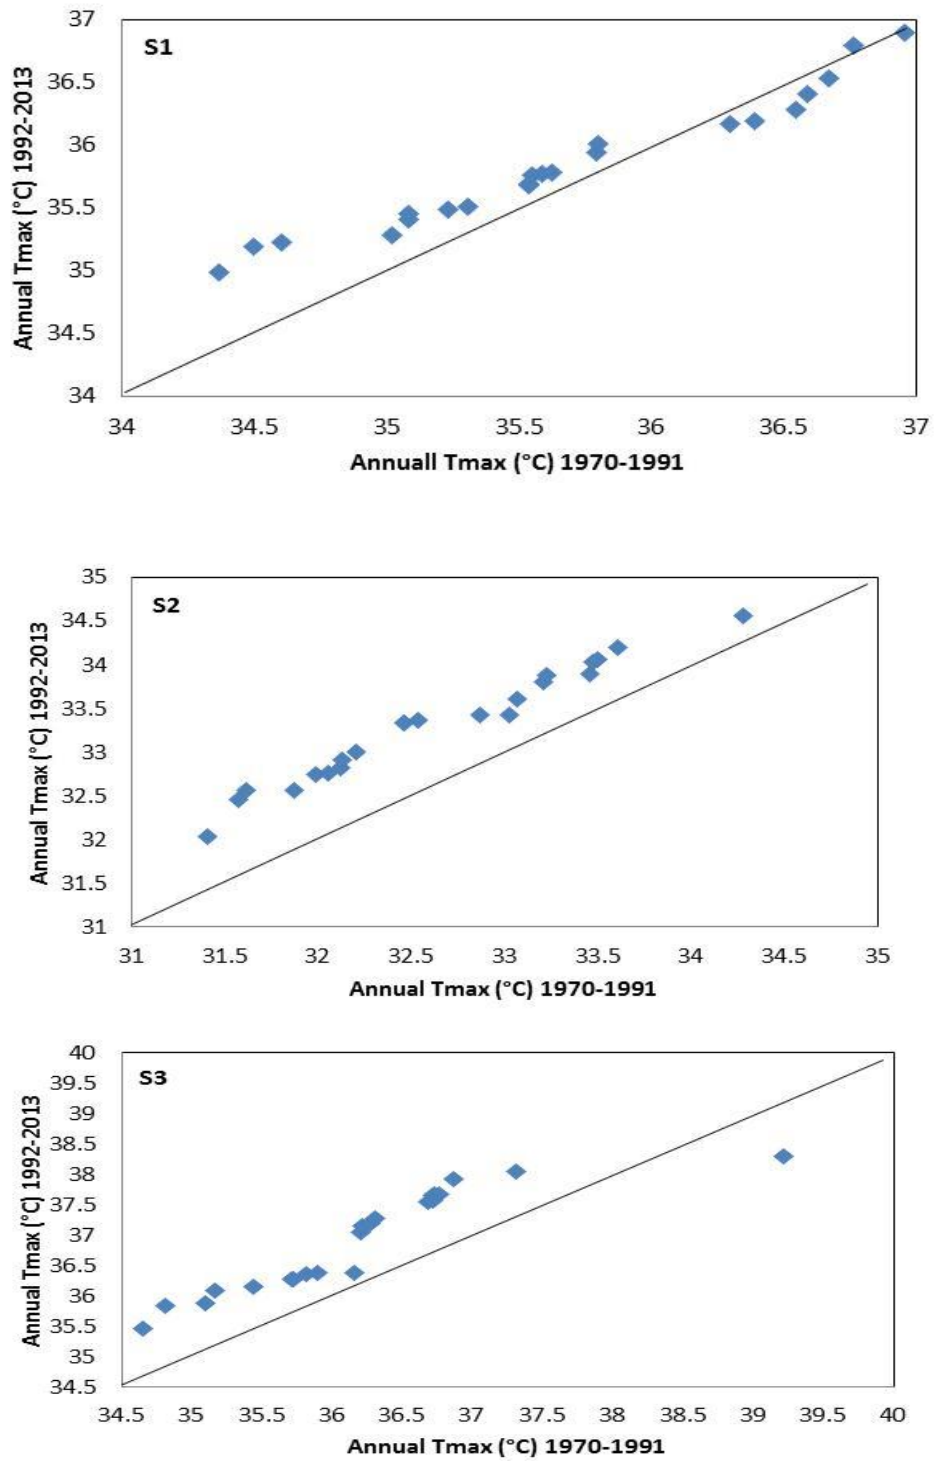 S1
37
36.5
36
35.5
35
34.5
34
34 34.5 35 35.5 36 36.5 37
Annual Tmax (°C) 1992-2013
Annuall Tmax (°C) 1970-1991
S2
35
34.5
34
33.5
33
32.5
32
31.5
31
31 31.5 32 32.5 33 33.5 34 34.5 35
Annual Tmax (°C) 1992-2013
Annual Tmax (°C) 1970-1991
S3
40
39.5
39
38.5
38
37.5
37
36.5
36
35.5
35
34.5
34.5 35 35.5 36 36.5 37 37.5 38 38.5 39 39.5 40
Annual Tmax (°C) 1992-2013
Annual Tmax (°C) 1970-1991